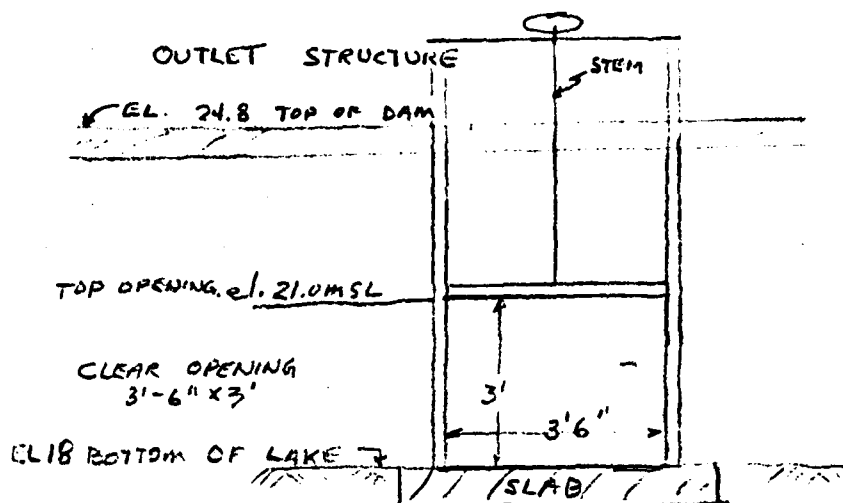 OUTLET STRUCTURE
STEM
EL. 24.8 TOP OF DAM
TOP OPENING. el. 21.0 MSL
CLEAR OPENING
3'-6" x 3'
3'
3'6"
EL 18 BOTTOM OF LAKE
SLAB